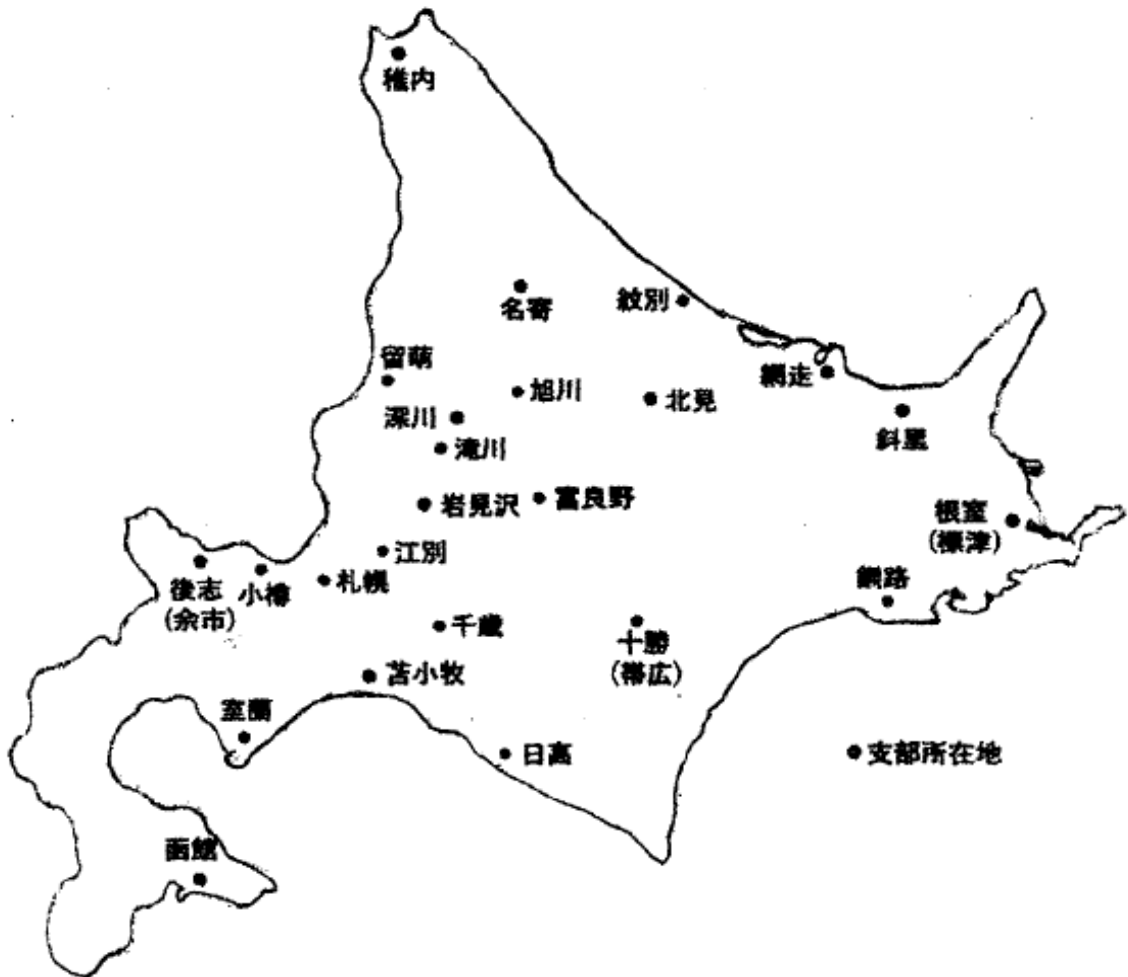 稚内
名寄
紋別
留萌
網走
旭川
北見
深川
斜里
滝川
岩見沢
富良野
根室
(標津)
江別
札幌
後志
(余市)
小樽
釧路
千歳
十勝
(帯広)
苫小牧
室蘭
日高
支部所在地
函館